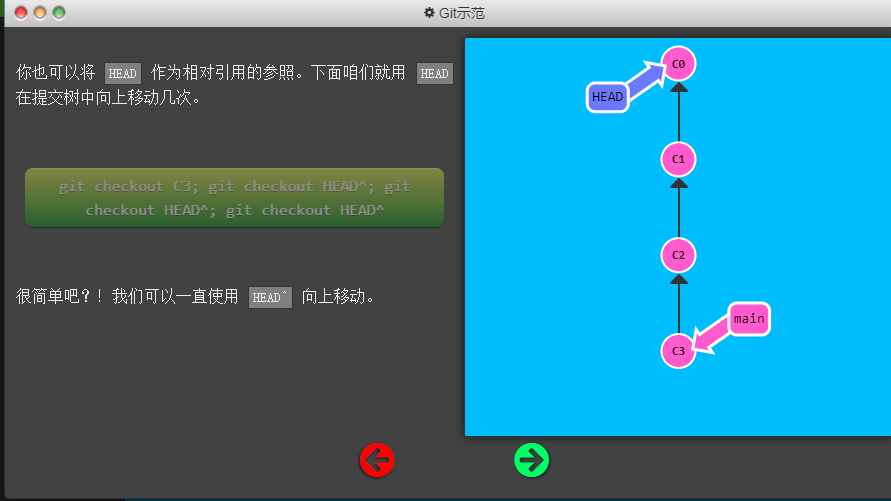 Git示范
你也可以将 HEAD 作为相对引用的参照。下面咱们就用 HEAD
在提交树中向上移动几次。
git checkout C3; git checkout HEAD^; git
checkout HEAD^; git checkout HEAD^
很简单吧?！我们可以一直使用 HEAD^ 向上移动。
C0
HEAD
C1
C2
main
C3